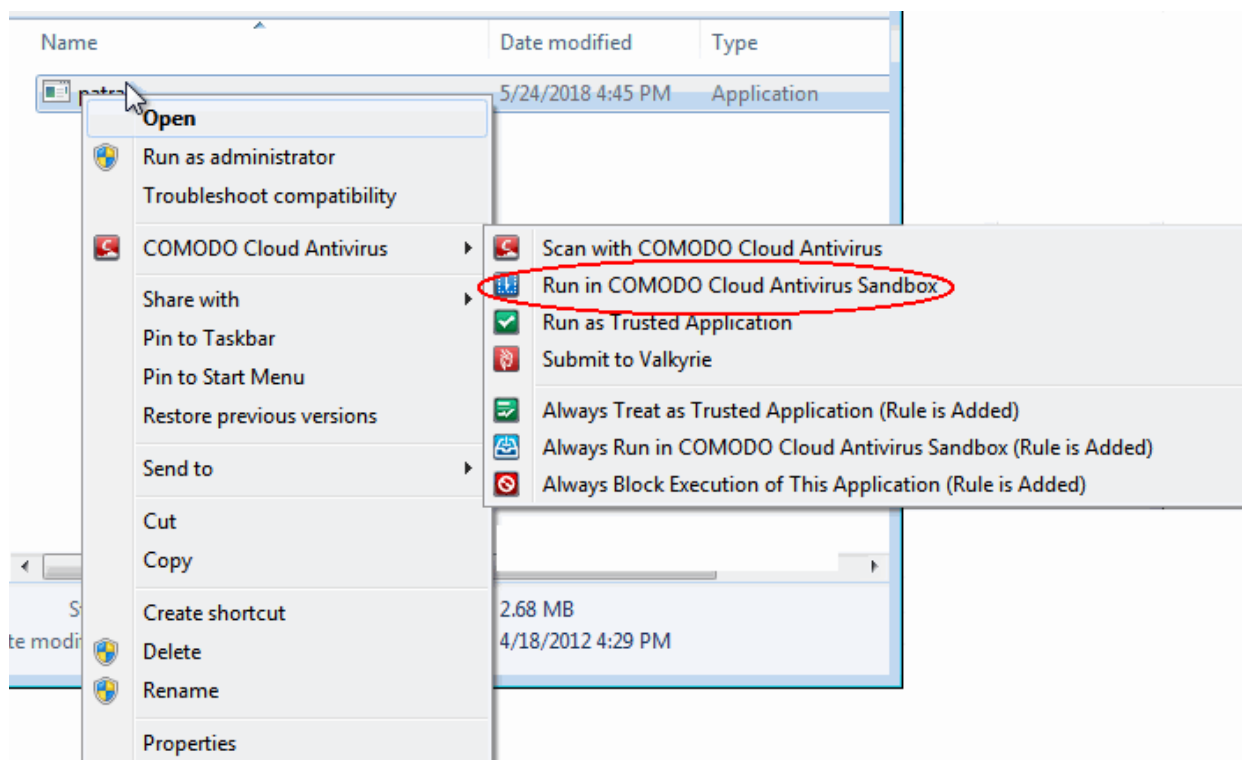 Name Date modified Type
5/24/2018 4:45 PM Application
Open
Run as administrator
Troubleshoot compatibility
COMODO Cloud Antivirus
Share with
Pin to Taskbar
Pin to Start Menu
Restore previous versions
Send to
Cut
Copy
Create shortcut
Delete
Rename
Properties
Scan with COMODO Cloud Antivirus
Run in COMODO Cloud Antivirus Sandbox
Run as Trusted Application
Submit to Valkyrie
Always Treat as Trusted Application (Rule is Added)
Always Run in COMODO Cloud Antivirus Sandbox (Rule is Added)
Always Block Execution of This Application (Rule is Added)
2.68 MB
4/18/2012 4:29 PM